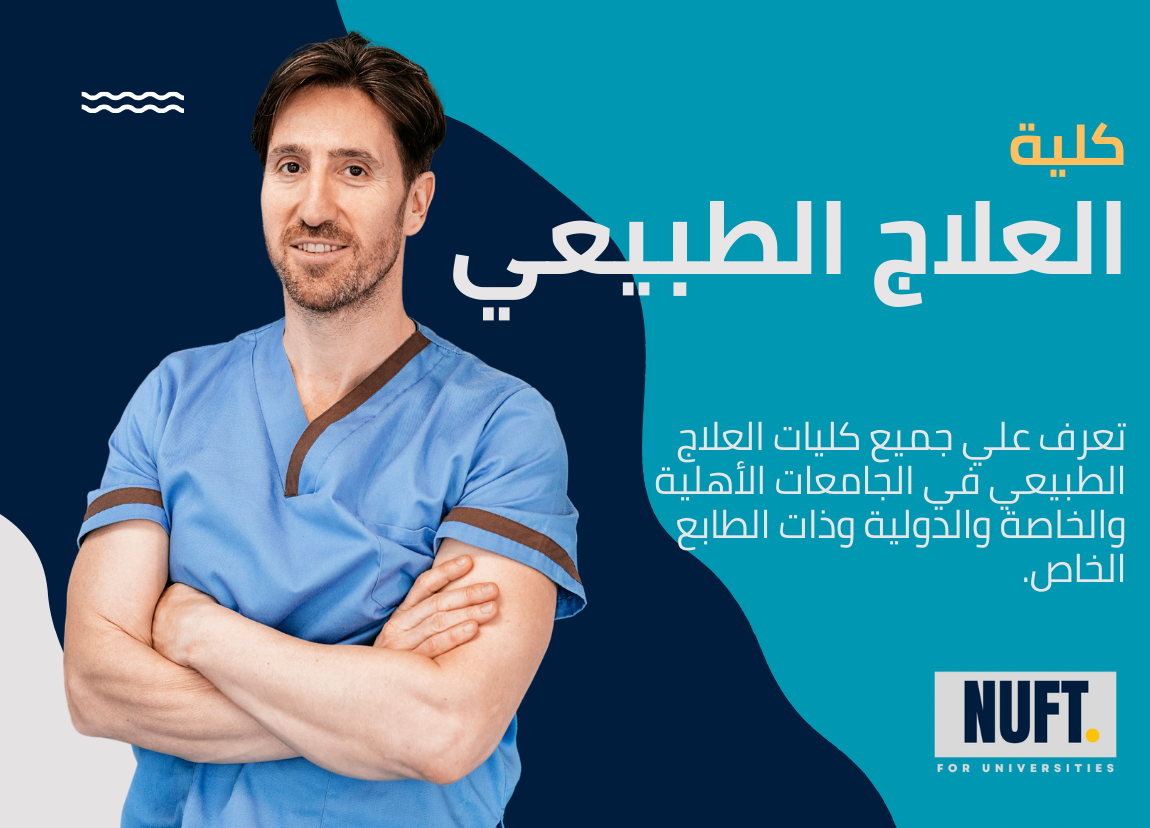 كلية
العلاج الطبيعي
تعرف علي جميع كليات العلاج
الطبيعي في الجامعات الأهلية
والخاصة والدولية وذات الطابع
الخاص.
NUFT.
FOR UNIVERSITIES